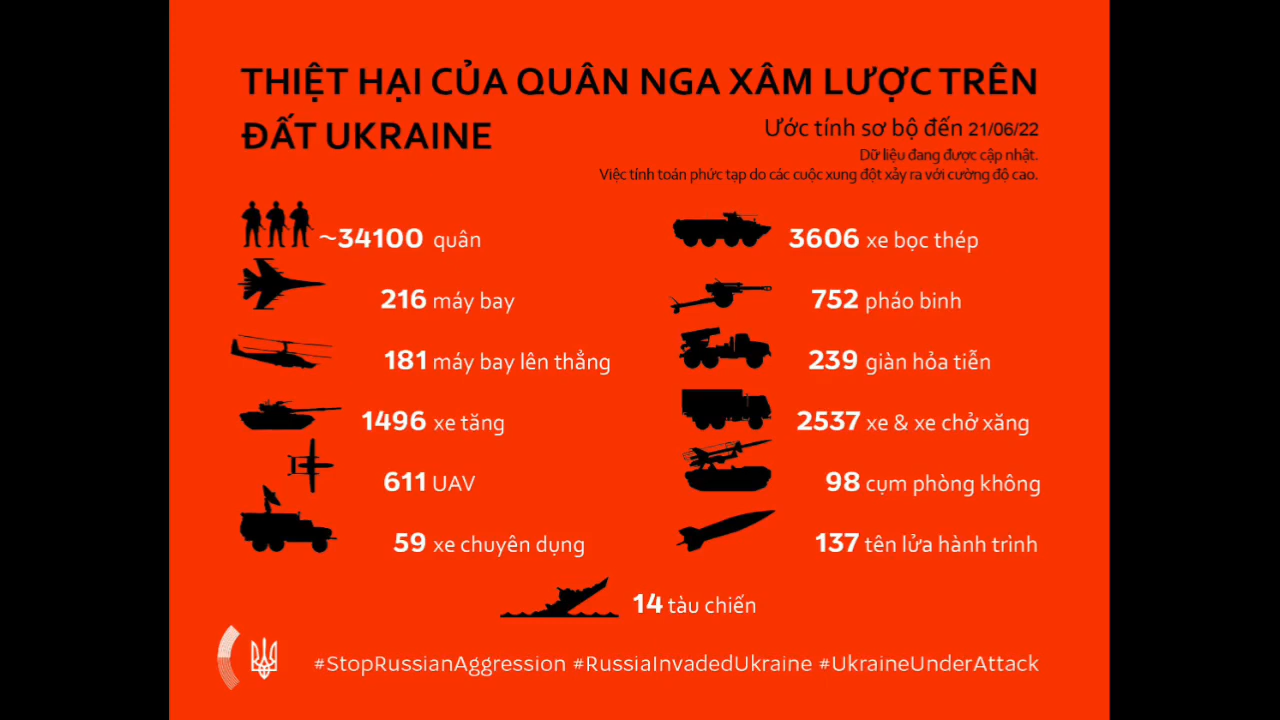 THIỆT HẠI CỦA QUÂN NGA XÂM LƯỢC TRÊN
ĐẤT UKRAINE
Ước tính sơ bộ đến 21/06/22
Dữ liệu đang được cập nhật.
Việc tính toán phức tạp do các cuộc xung đột xảy ra với cường độ cao.
~34100 quân
216 máy bay
181 máy bay lên thẳng
1496 xe tăng
611 UAV
59 xe chuyên dụng
3606 xe bọc thép
752 pháo binh
239 giàn hỏa tiễn
2537 xe & xe chở xăng
98 cụm phòng không
137 tên lửa hành trình
14 tàu chiến
#StopRussianAggression #RussiaInvadedUkraine #UkraineUnderAttack